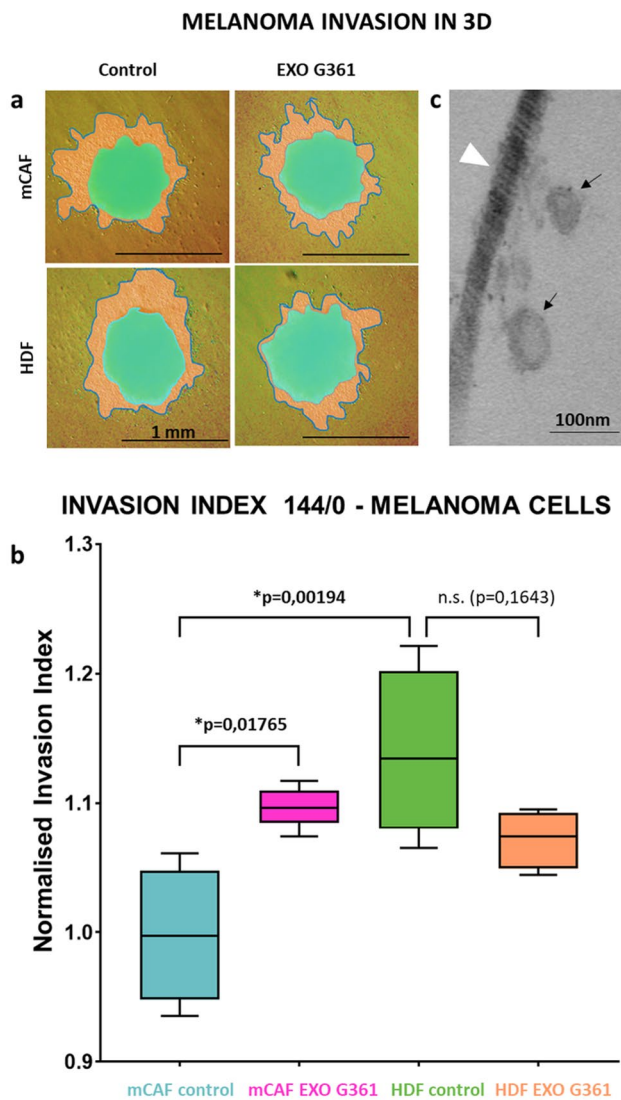 MELANOMA INVASION IN 3D
Control EXO G361
a c
mCAF
HDF
1 mm
100nm
INVASION INDEX 144/0 - MELANOMA CELLS
b
Normalised Invasion Index
1.3
1.2
1.1
1.0
0.9
*p=0,00194
n.s. (p=0,1643)
*p=0,01765
mCAF control mCAF EXO G361 HDF control HDF EXO G361